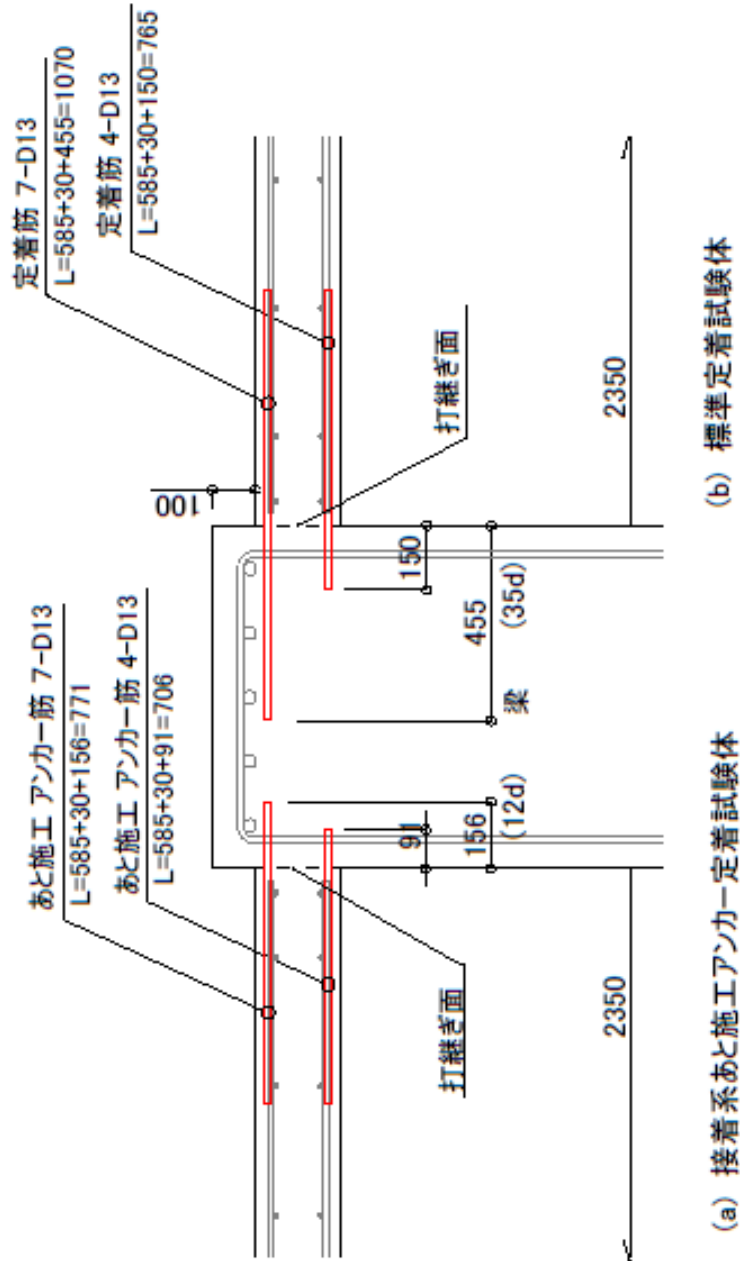 あと施工 アンカー筋 7-D13
L=585+30+156=771
あと施工 アンカー筋 4-D13
L=585+30+91=706
定着筋 7-D13
L=585+30+455=1070
定着筋 4-D13
L=585+30+150=765
100
打継ぎ面
打継ぎ面
91
150
156
(12d)
梁
455
(35d)
2350
2350
(a) 接着系あと施工アンカー定着試験体
(b) 標準定着試験体